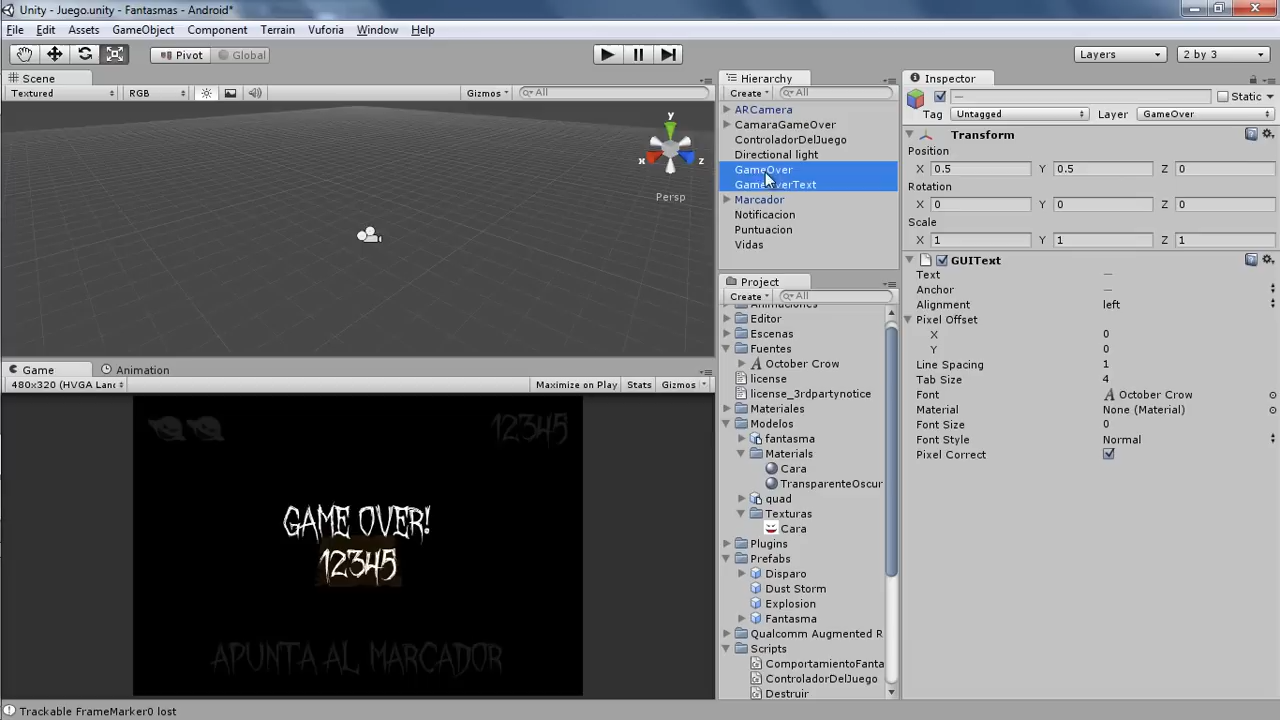 Unity - Juego.unity - Fantasmas - Android*
File Edit Assets GameObject Component Terrain Vuforia Window Help
Pivot Global Layers 2 by 3
Scene
Textured RGB Gizmos All
y
x z
Persp
Game Animation
480x320 (HVGA Lanc Maximize on Play Stats Gizmos
12345
GAME OVER!
12345
APUNTA AL MARCADOR
Hierarchy
Create All
ARCamera
CamaraGameOver
ControladorDelJuego
Directional light
GameOver
GameOverText
Marcador
Notificacion
Puntuacion
Vidas
Project
Create All
Animaciones
Editor
Escenas
Fuentes
October Crow
license
license_3rdpartynotice
Materiales
Modelos
fantasma
Materials
Cara
TransparenteOscur
quad
Texturas
Cara
Plugins
Prefabs
Disparo
Dust Storm
Explosion
Fantasma
Qualcomm Augmented R
Scripts
ComportamientoFanta
ControladorDelJuego
Destruir
Inspector
— Static
Tag Untagged Layer GameOver
Transform
Position
X 0.5 Y 0.5 Z 0
Rotation
X 0 Y 0 Z 0
Scale
X 1 Y 1 Z 1
GUIText
Text —
Anchor —
Alignment left
Pixel Offset
X 0
Y 0
Line Spacing 1
Tab Size 4
Font October Crow
Material None (Material)
Font Size 0
Font Style Normal
Pixel Correct
Trackable FrameMarker0 lost